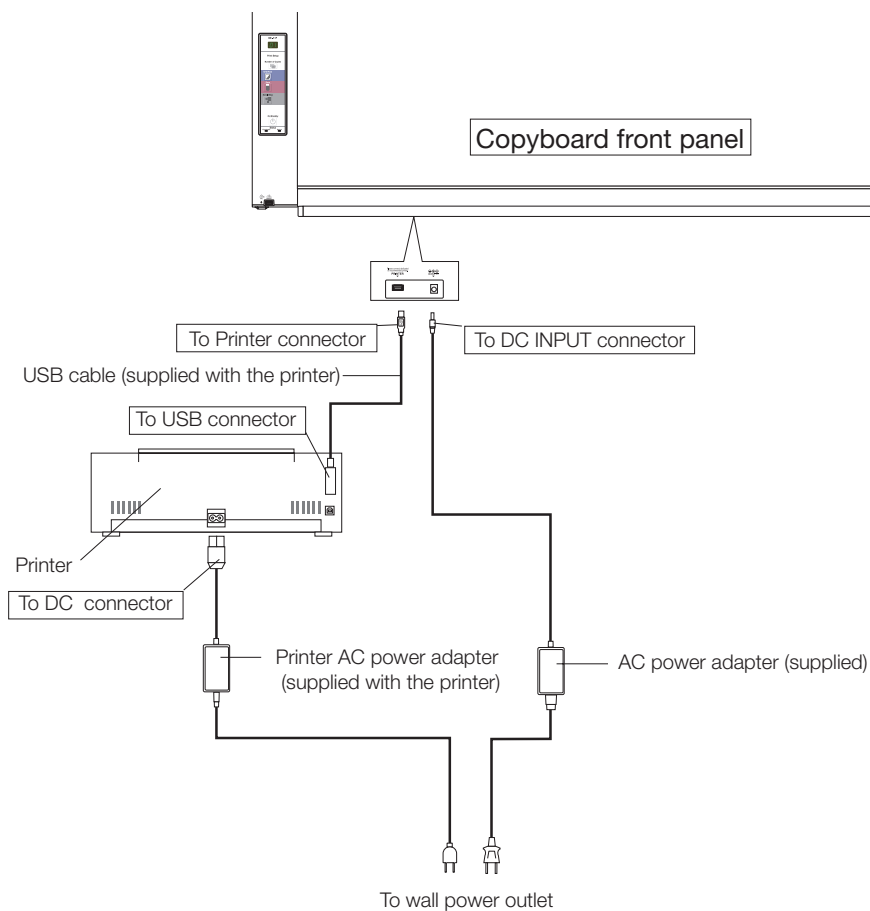 Copyboard front panel
To Printer connector
To DC INPUT connector
USB cable (supplied with the printer)
To USB connector
Printer
To DC connector
Printer AC power adapter
(supplied with the printer)
AC power adapter (supplied)
To wall power outlet